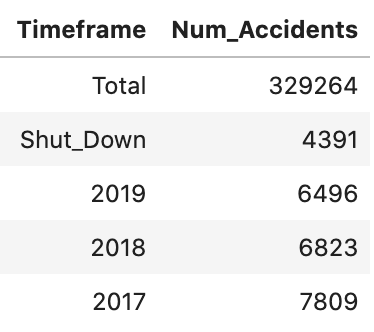 Timeframe Num_Accidents
Total 329264
Shut_Down 4391
2019 6496
2018 6823
2017 7809